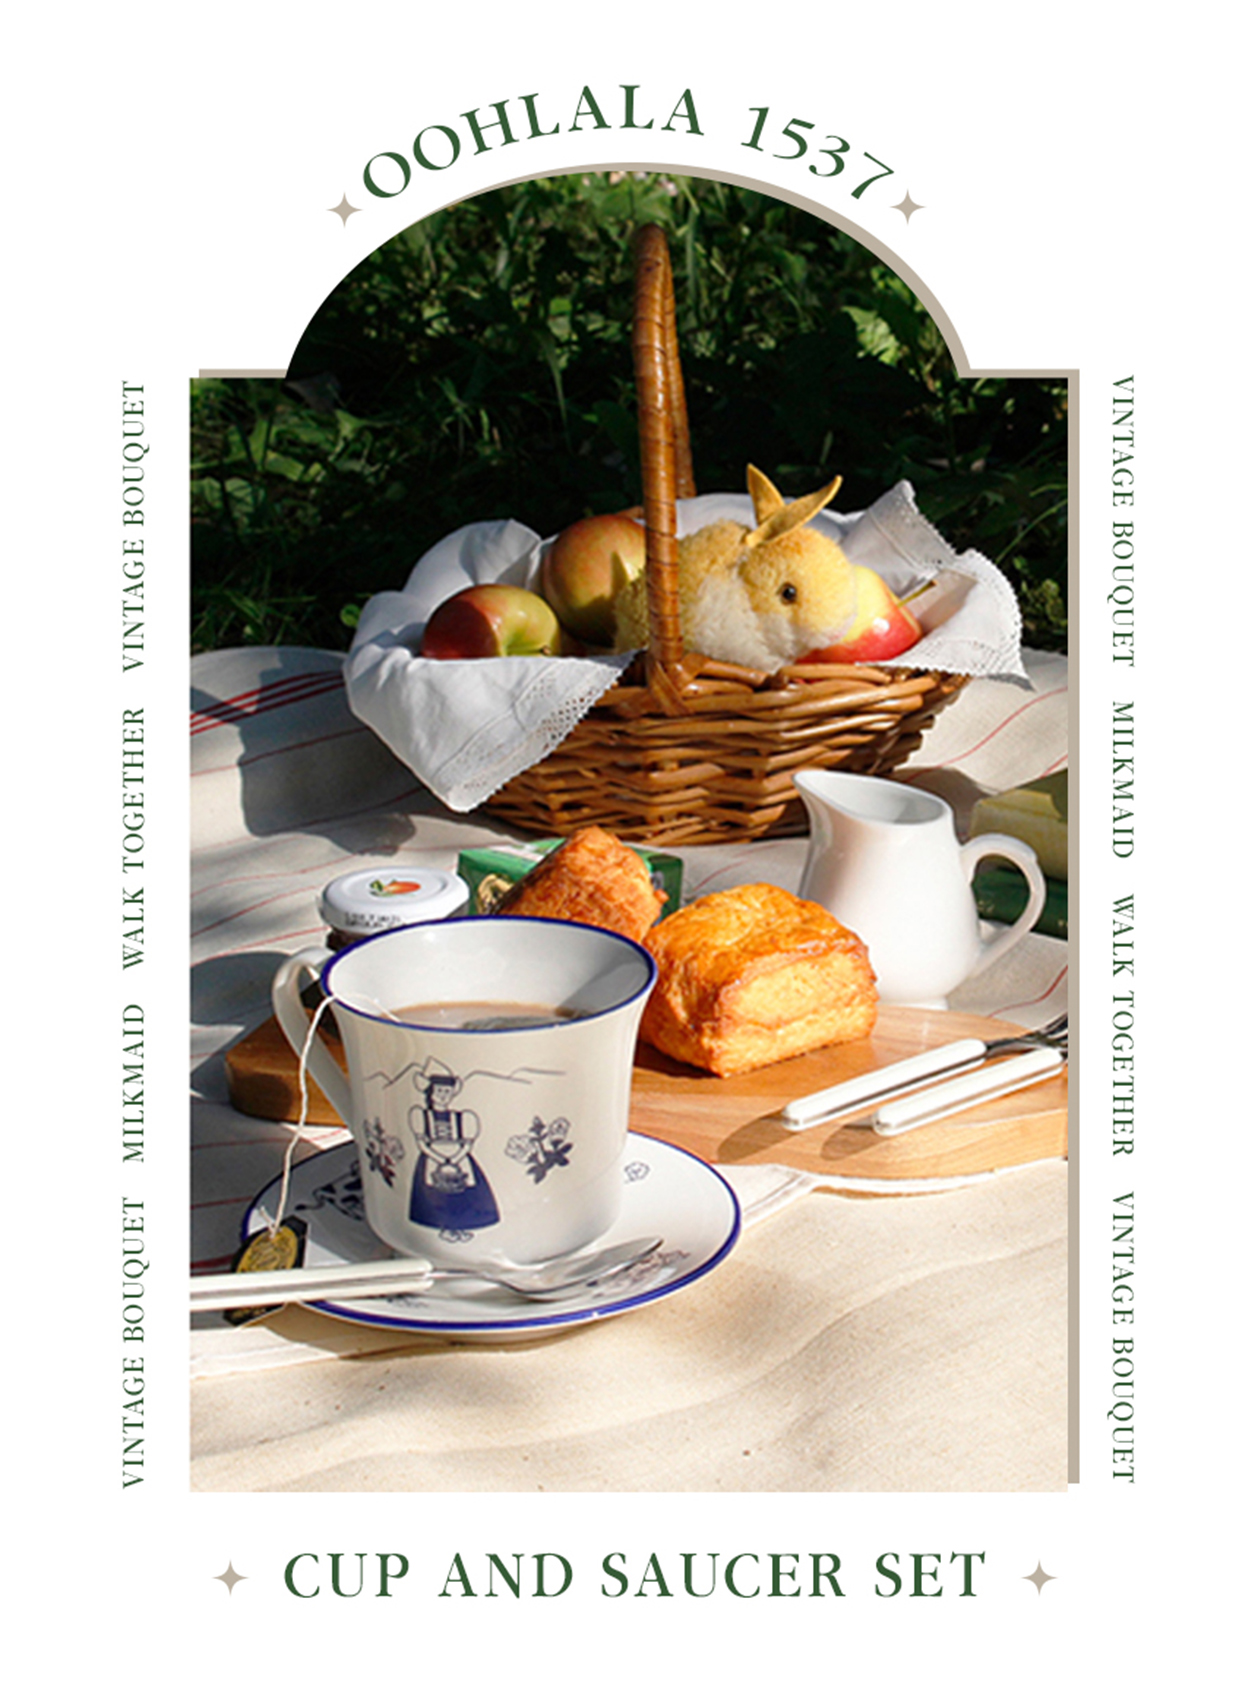 OOHLALA 1537
VINTAGE BOUQUET MILKMAID WALK TOGETHER VINTAGE BOUQUET
VINTAGE BOUQUET MILKMAID WALK TOGETHER VINTAGE BOUQUET
CUP AND SAUCER SET